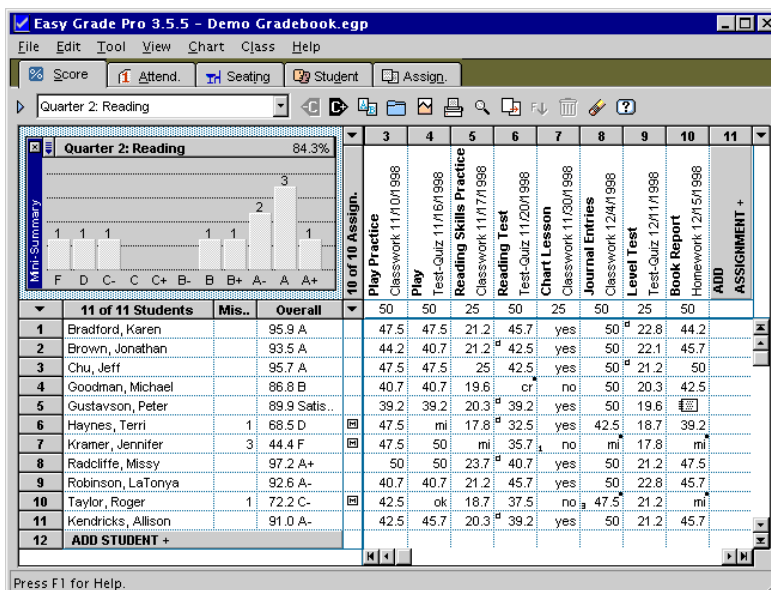 Easy Grade Pro 3.5.5 - Demo Gradebook.egp
File Edit Tool View Chart Class Help
Score Attend. Seating Student Assign.
Quarter 2: Reading
Quarter 2: Reading 84.3%
Mini-Summary
1 1 1 1 1 2 3 1
F D C- C C+ B- B B+ A- A A+
10 of 10 Assign.
3 4 5 6 7 8 9 10 11
Play Practice
Classwork 11/10/1998
Play
Test-Quiz 11/16/1998
Reading Skills Practice
Classwork 11/17/1998
Reading Test
Test-Quiz 11/20/1998
Chart Lesson
Classwork 11/30/1998
Journal Entries
Classwork 12/4/1998
Level Test
Test-Quiz 12/11/1998
Book Report
Homework 12/15/1998
ADD
ASSIGNMENT +
50 50 25 50 25 50 25 50
11 of 11 Students Mis.. Overall
1 Bradford, Karen 95.9 A 47.5 47.5 21.2 45.7 yes 50 d 22.8 44.2
2 Brown, Jonathan 93.5 A 44.2 40.7 21.2 d 42.5 yes 50 22.1 45.7
3 Chu, Jeff 95.7 A 47.5 47.5 25 42.5 yes 50 d 21.2 50
4 Goodman, Michael 86.8 B 40.7 40.7 19.6 cr no 50 20.3 42.5
5 Gustavson, Peter 89.9 Satis.. 39.2 39.2 20.3 d 39.2 yes 50 19.6
6 Haynes, Terri 1 68.5 D M 47.5 mi 17.8 d 32.5 yes 42.5 18.7 39.2
7 Kramer, Jennifer 3 44.4 F M 47.5 50 mi 35.7 1 no mi 17.8 mi
8 Radcliffe, Missy 97.2 A+ 50 50 23.7 d 40.7 yes 50 21.2 47.5
9 Robinson, LaTonya 92.6 A- 40.7 40.7 21.2 45.7 yes 50 22.8 45.7
10 Taylor, Roger 1 72.2 C- M 42.5 ok 18.7 37.5 no 3 47.5 21.2 mi
11 Kendricks, Allison 91.0 A- 42.5 45.7 20.3 d 39.2 yes 50 21.2 45.7
12 ADD STUDENT +
Press F1 for Help.